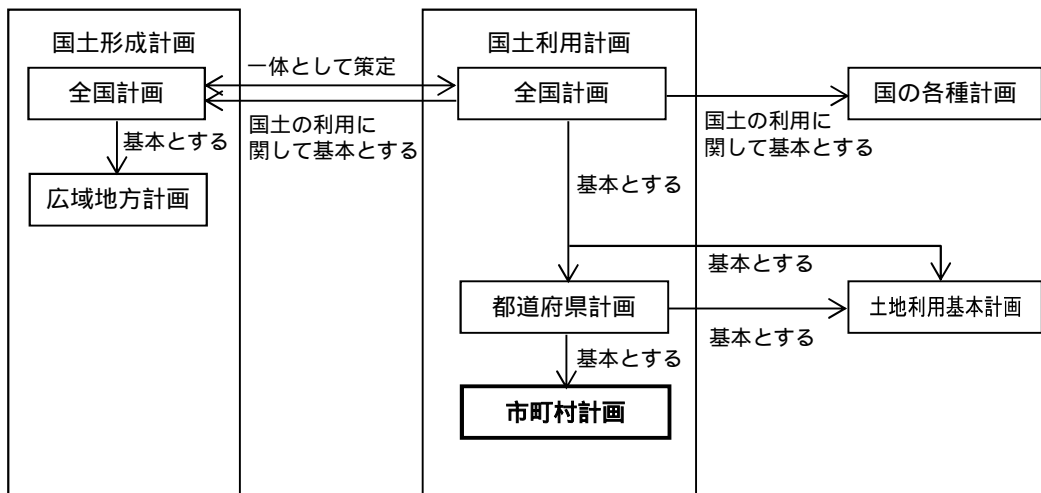 国土形成計画
国土利用計画
全国計画
一体として策定
全国計画
国の各種計画
国土の利用に
関して基本とする
国土の利用に
関して基本とする
基本とする
広域地方計画
基本とする
基本とする
都道府県計画
土地利用基本計画
基本とする
基本とする
市町村計画